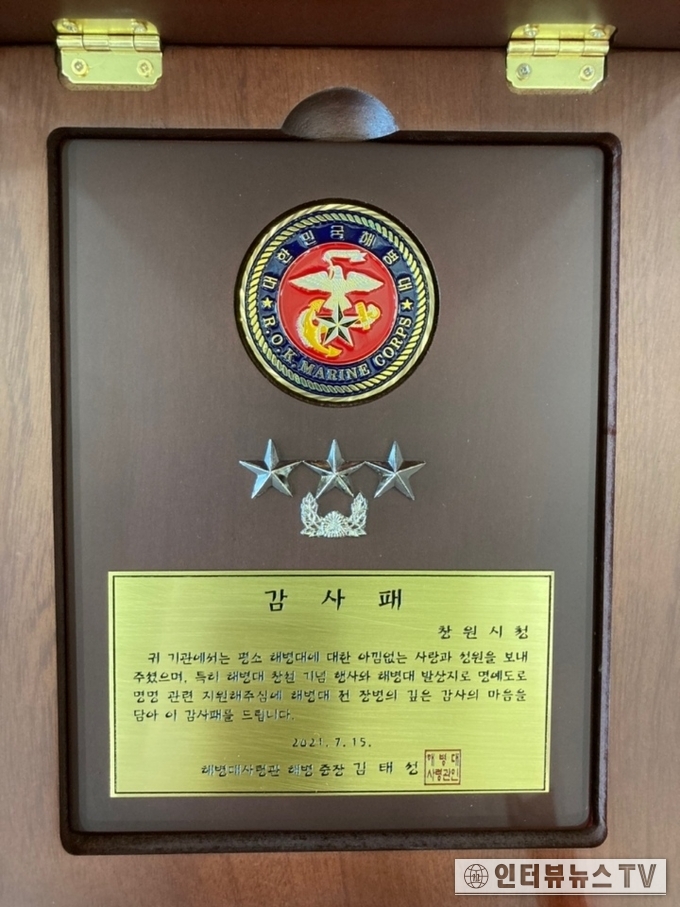 대한민국해병대
R.O.K. MARINE CORPS
감사패
창원시청
귀 기관에서는 평소 해병대에 대한 아낌없는 사랑과 성원을 보내
주셨으며, 특히 해병대 창설 기념 행사와 해병대 발상지로 명예도로
명명 관련 지원해주심에 해병대 전 장병의 깊은 감사의 마음을
담아 이 감사패를 드립니다.
2021. 7. 15.
해병대사령관 해병 중장 김태성
해병대
사령관인
인터뷰뉴스TV